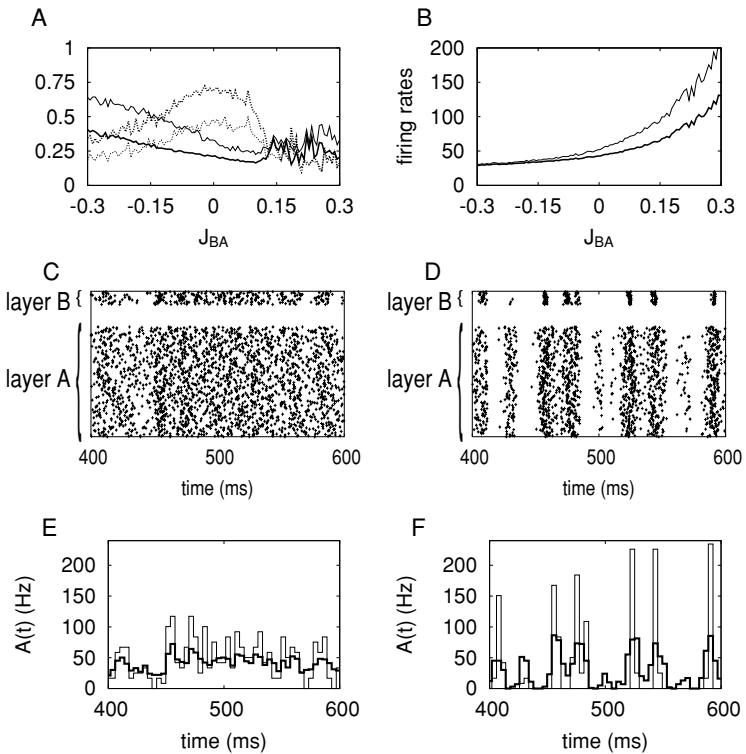 A
1
0.75
0.5
0.25
0
-0.3 -0.15 0 0.15 0.3
J_BA
B
firing rates
200
150
100
50
0
-0.3 -0.15 0 0.15 0.3
J_BA
C
layer B {
layer A {
400 500 600
time (ms)
D
layer B {
layer A {
400 500 600
time (ms)
E
A(t) (Hz)
200
150
100
50
0
400 500 600
time (ms)
F
A(t) (Hz)
200
150
100
50
0
400 500 600
time (ms)